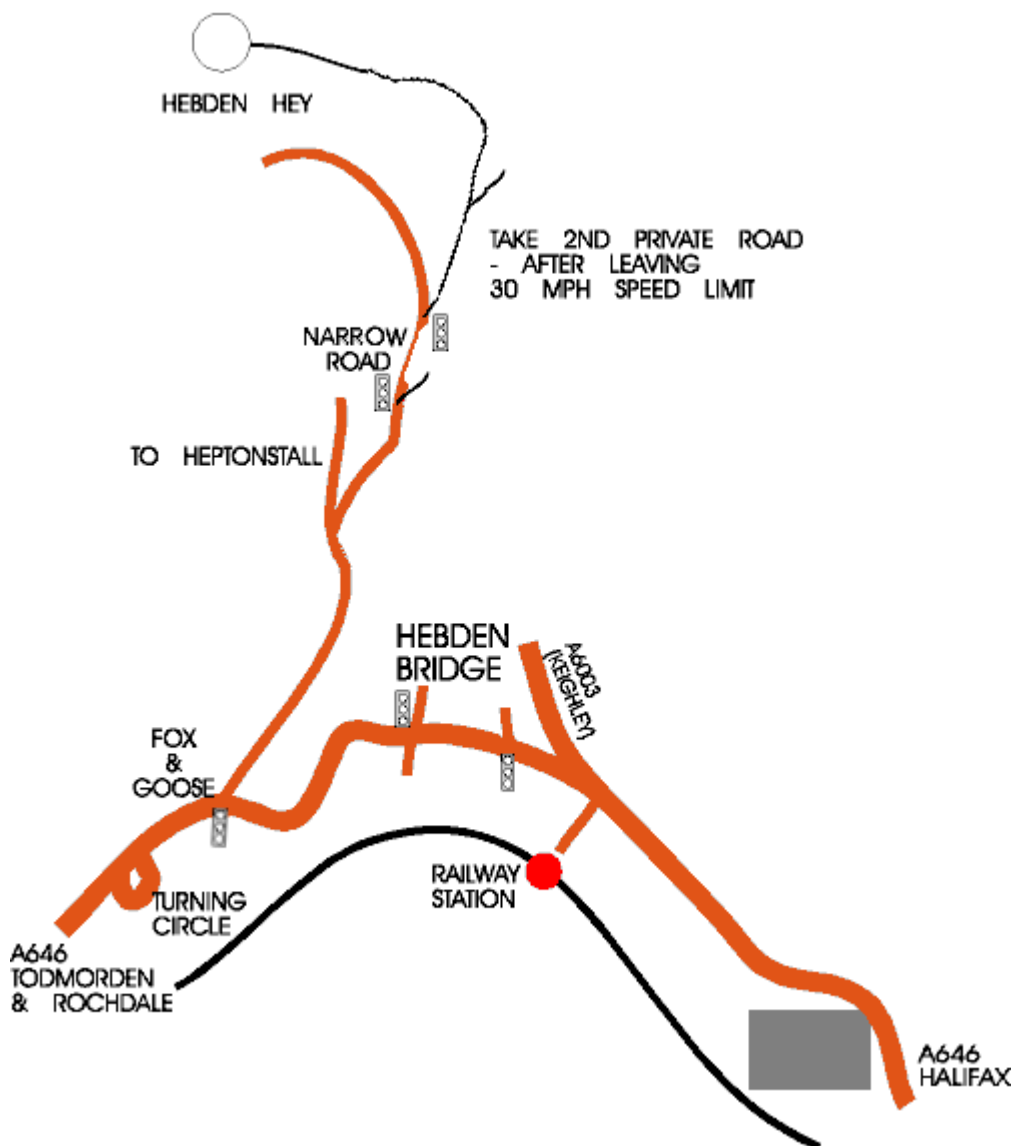 HEBDEN HEY
TAKE 2ND PRIVATE ROAD
- AFTER LEAVING
30 MPH SPEED LIMIT
NARROW
ROAD
TO HEPTONSTALL
HEBDEN
BRIDGE
A6003
(KEIGHLEY)
FOX
&
GOOSE
RAILWAY
STATION
TURNING
CIRCLE
A646
TODMORDEN
& ROCHDALE
A646
HALIFAX